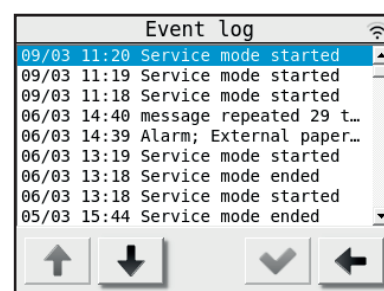 Event log
09/03 11:20 Service mode started
09/03 11:19 Service mode started
09/03 11:18 Service mode started
06/03 14:40 message repeated 29 t…
06/03 14:39 Alarm; External paper…
06/03 13:19 Service mode started
06/03 13:18 Service mode ended
06/03 13:18 Service mode started
05/03 15:44 Service mode ended